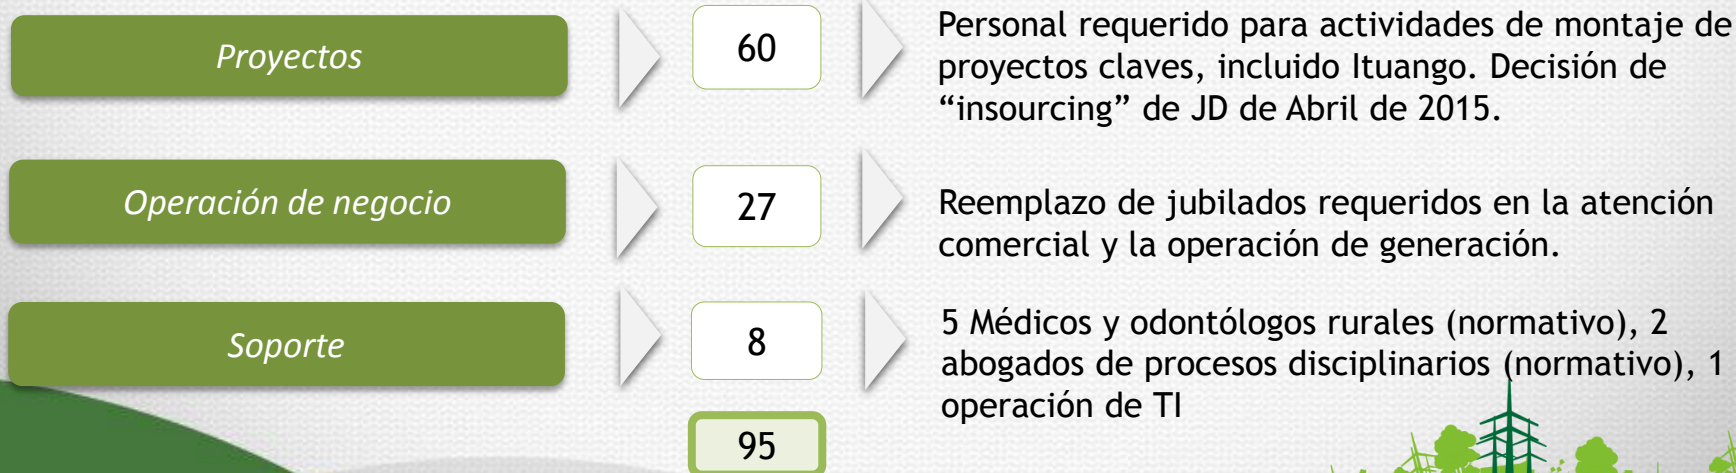 Proyectos
60
Personal requerido para actividades de montaje de
proyectos claves, incluido Ituango. Decisión de
“insourcing” de JD de Abril de 2015.
Operación de negocio
27
Reemplazo de jubilados requeridos en la atención
comercial y la operación de generación.
Soporte
8
5 Médicos y odontólogos rurales (normativo), 2
abogados de procesos disciplinarios (normativo), 1
operación de TI
95